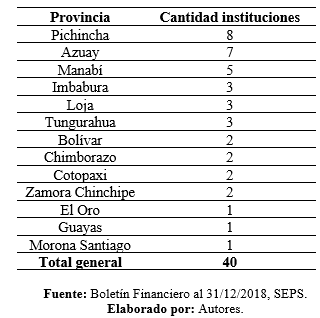 Provincia Cantidad instituciones
Pichincha 8
Azuay 7
Manabí 5
Imbabura 3
Loja 3
Tungurahua 3
Bolívar 2
Chimborazo 2
Cotopaxi 2
Zamora Chinchipe 2
El Oro 1
Guayas 1
Morona Santiago 1
Total general 40
Fuente: Boletín Financiero al 31/12/2018, SEPS.
Elaborado por: Autores.